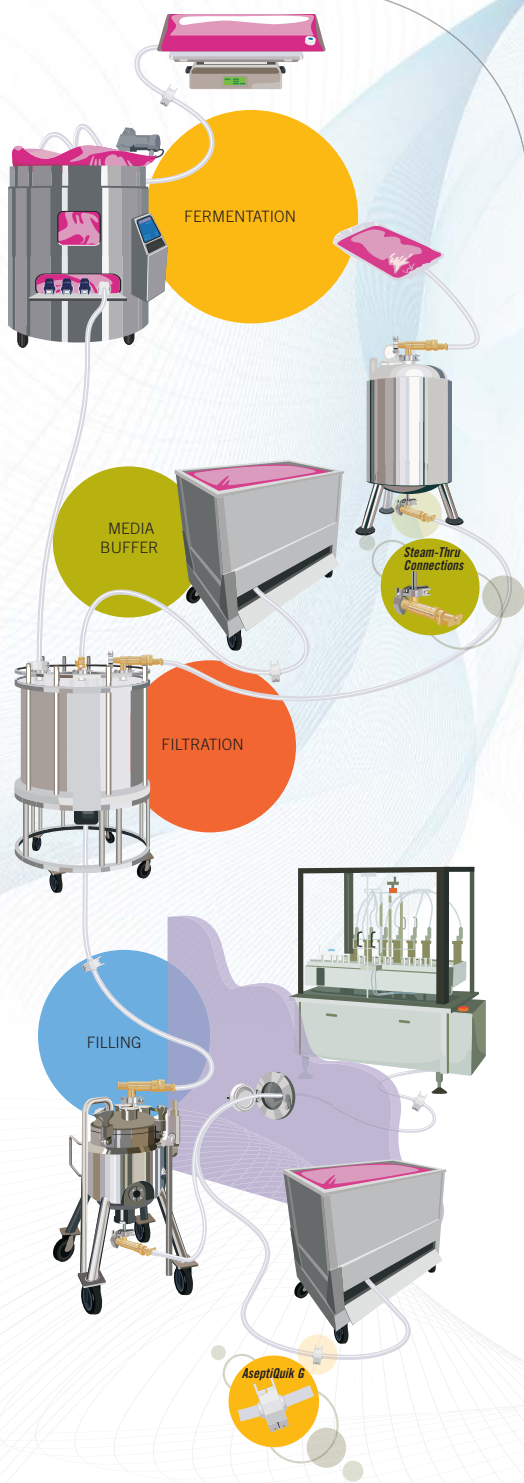 FERMENTATION
MEDIA
BUFFER
Steam-Thru
Connections
FILTRATION
FILLING
AseptiQuik G